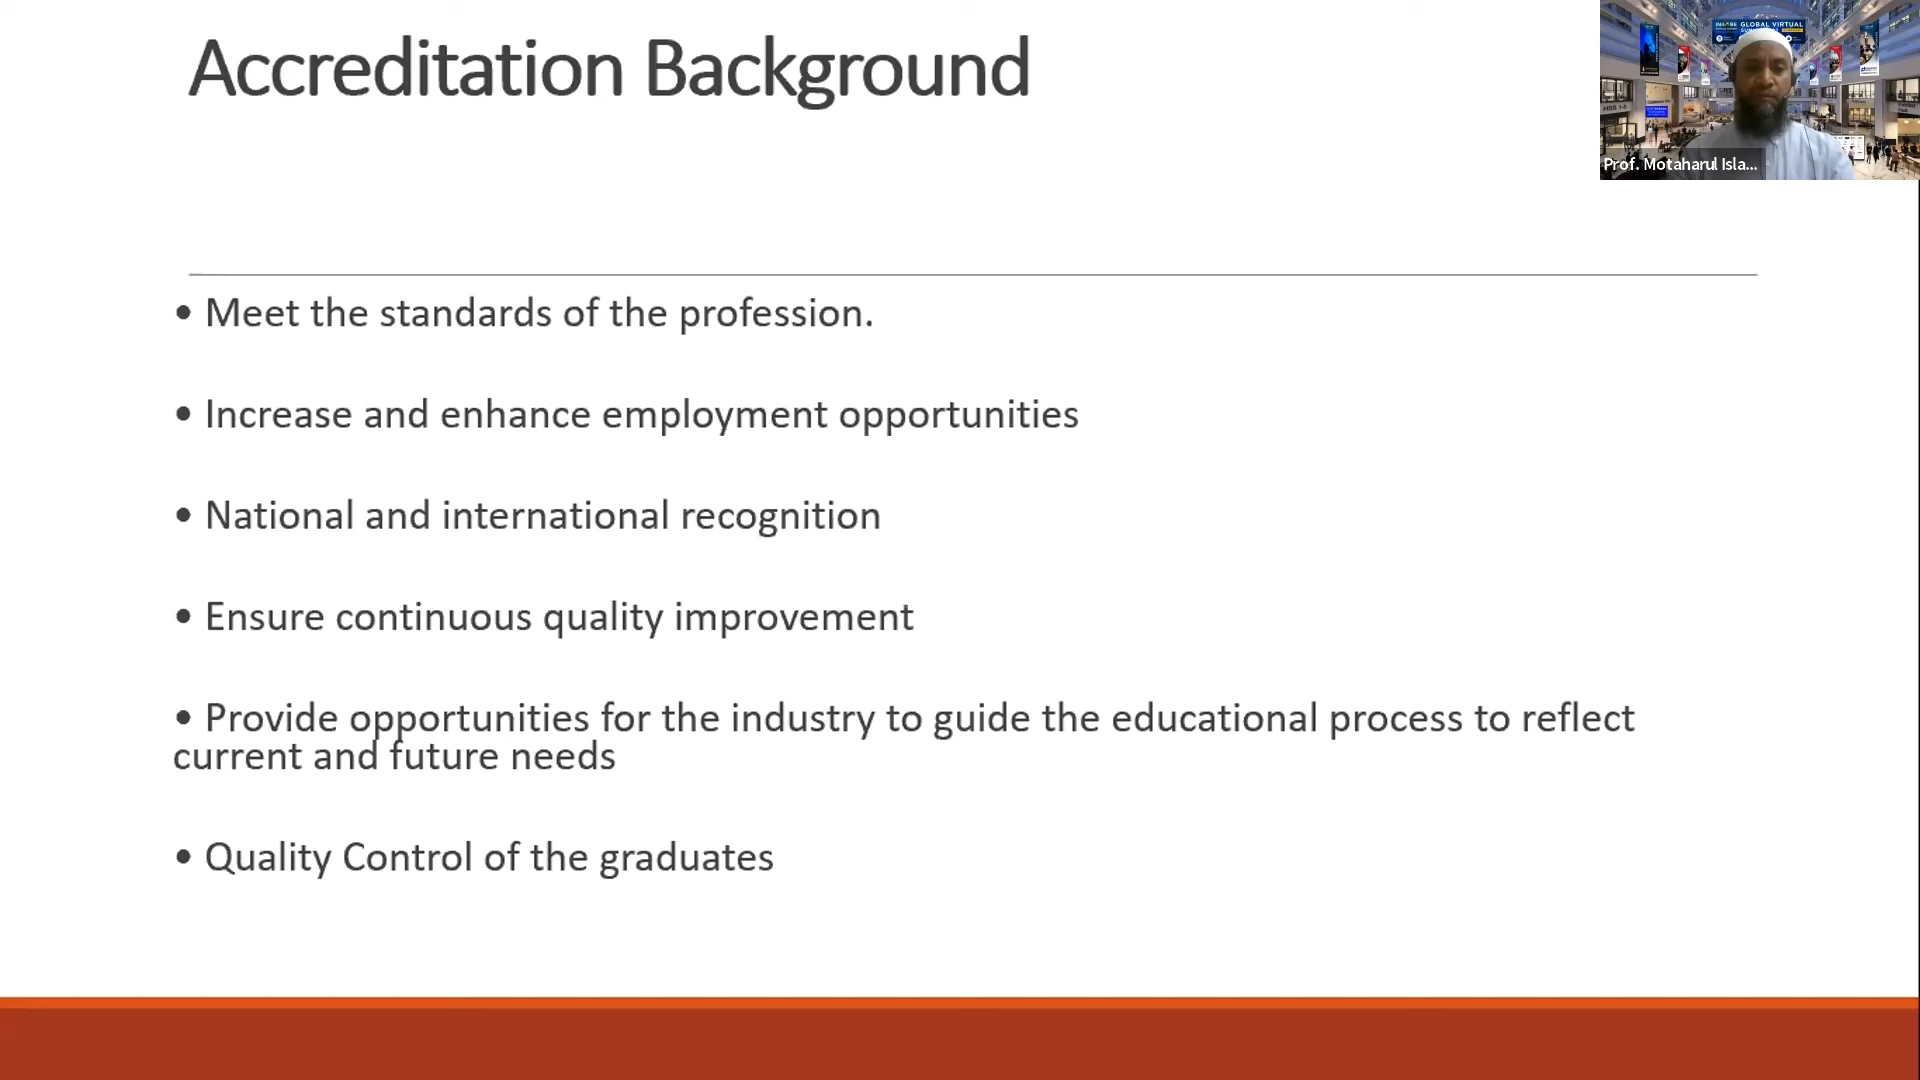 Accreditation Background
GLOBAL VIRTUAL
Prof. Motaharul Isla...
• Meet the standards of the profession.
• Increase and enhance employment opportunities
• National and international recognition
• Ensure continuous quality improvement
• Provide opportunities for the industry to guide the educational process to reflect
current and future needs
• Quality Control of the graduates